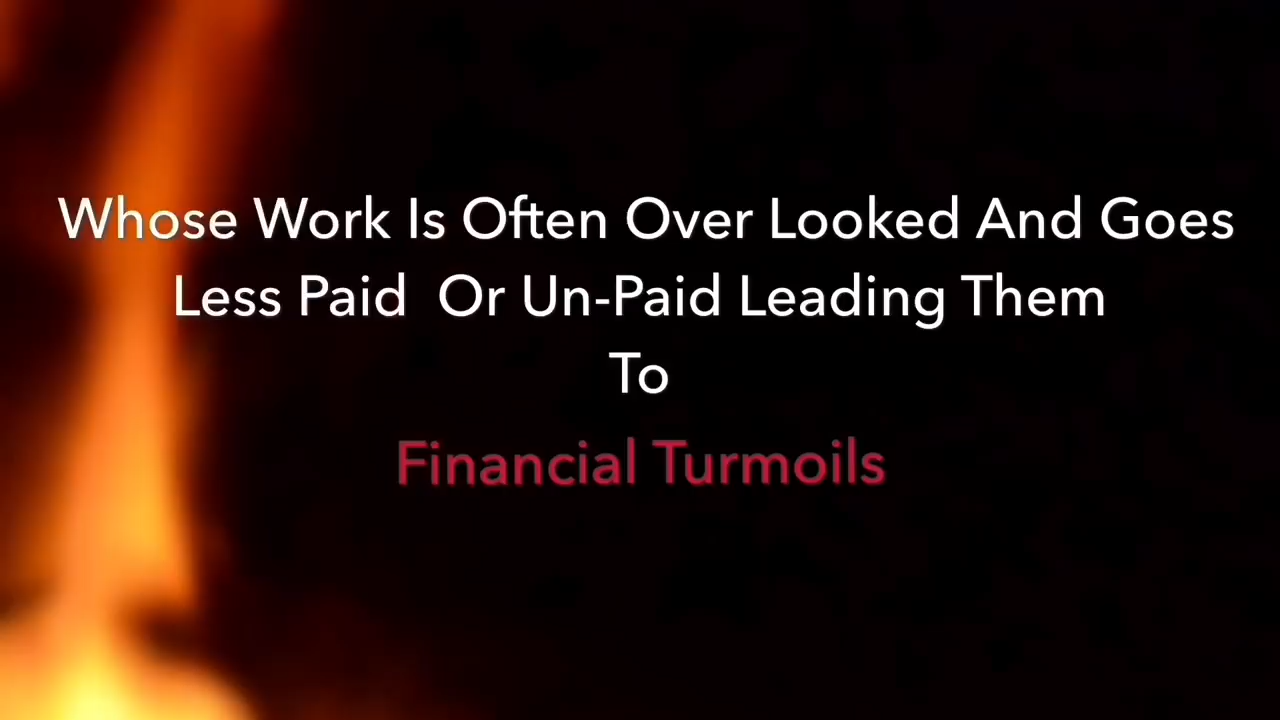 Whose Work Is Often Over Looked And Goes
Less Paid  Or Un-Paid Leading Them
To
Financial Turmoils